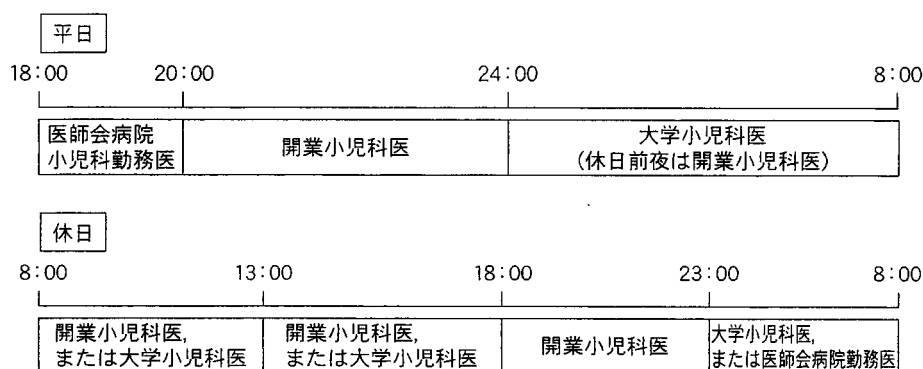 平日
18:00 20:00 24:00 8:00
医師会病院 小児科勤務医
開業小児科医
大学小児科医
(休日前夜は開業小児科医)
休日
8:00 13:00 18:00 23:00 8:00
開業小児科医,
または大学小児科医
開業小児科医,
または大学小児科医
開業小児科医
大学小児科医,
または医師会病院勤務医